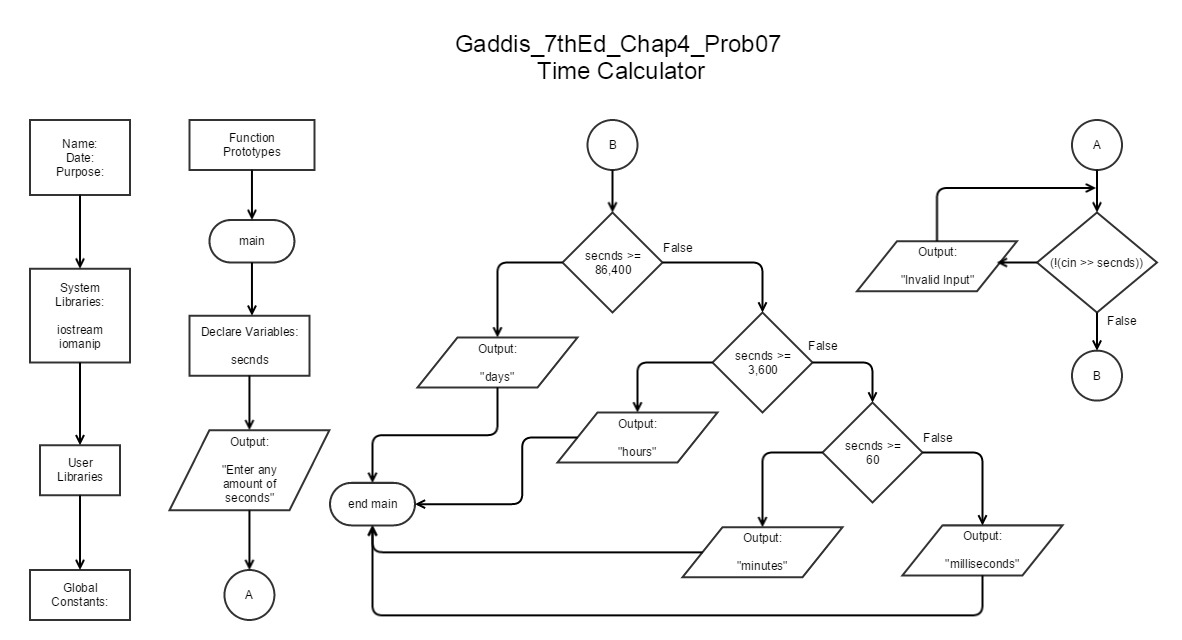 Gaddis_7thEd_Chap4_Prob07
Time Calculator
Name:
Date:
Purpose:
System
Libraries:
iostream
iomanip
User
Libraries
Global
Constants:
Function
Prototypes
main
Declare Variables:
secnds
Output:
"Enter any
amount of
seconds"
A
B
secnds >=
86,400
False
Output:
"days"
secnds >=
3,600
False
Output:
"hours"
secnds >=
60
False
Output:
"minutes"
Output:
"milliseconds"
end main
A
(!(cin >> secnds))
Output:
"Invalid Input"
False
B